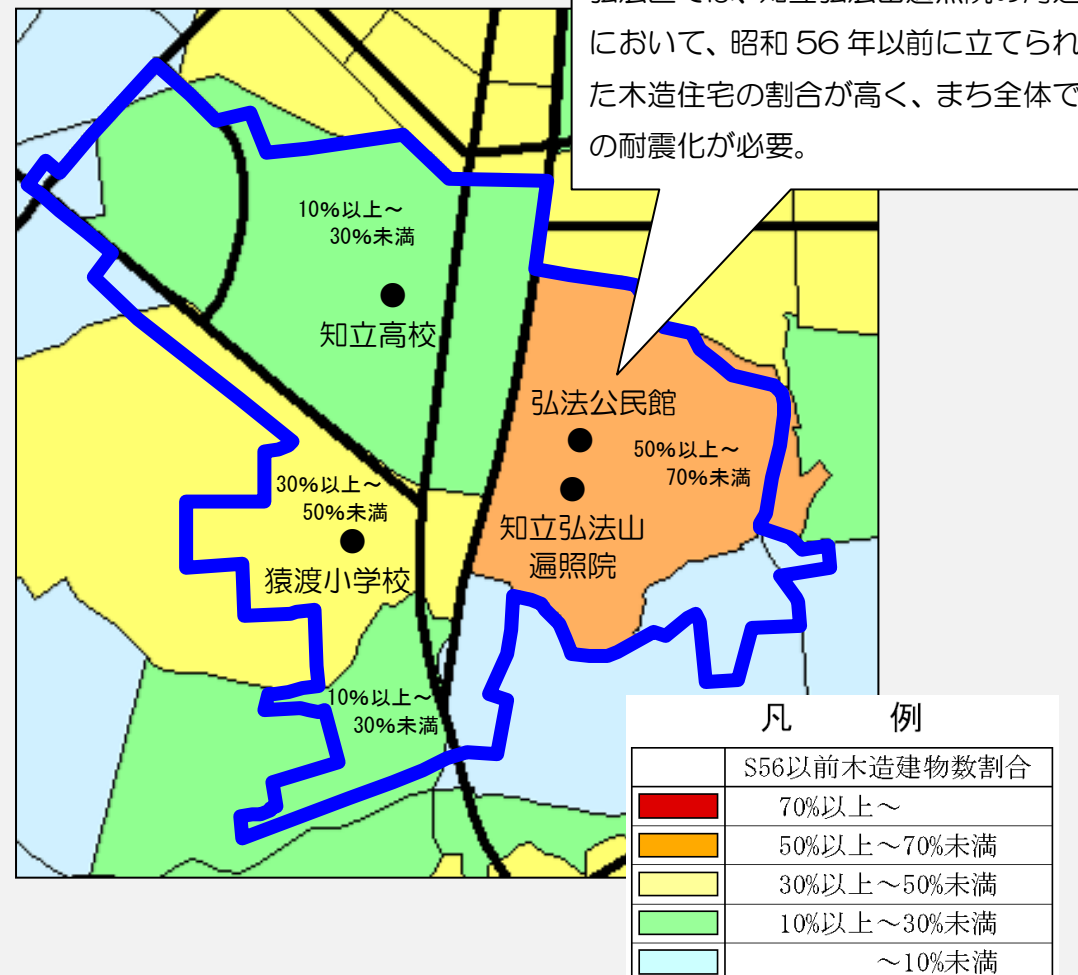 において、昭和 56 年以前に立てられ
た木造住宅の割合が高く、まち全体で
の耐震化が必要。
10%以上～
30%未満
知立高校
弘法公民館
50%以上～
70%未満
知立弘法山
遍照院
30%以上～
50%未満
猿渡小学校
10%以上～
30%未満
凡 例
S56以前木造建物数割合
70%以上～
50%以上～70%未満
30%以上～50%未満
10%以上～30%未満
～10%未満